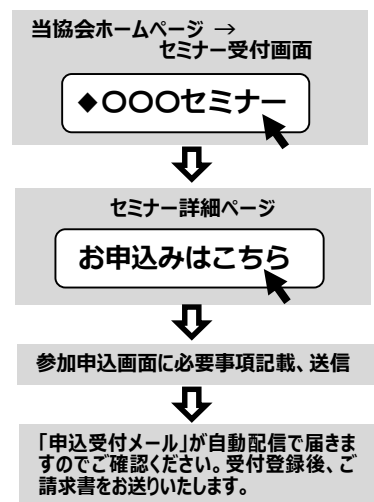 当協会ホームページ →
セミナー受付画面
◆〇〇〇セミナー
セミナー詳細ページ
お申込みはこちら
参加申込画面に必要事項記載、送信
「申込受付メール」が自動配信で届きま
すのでご確認ください。受付登録後、ご
請求書をお送りいたします。